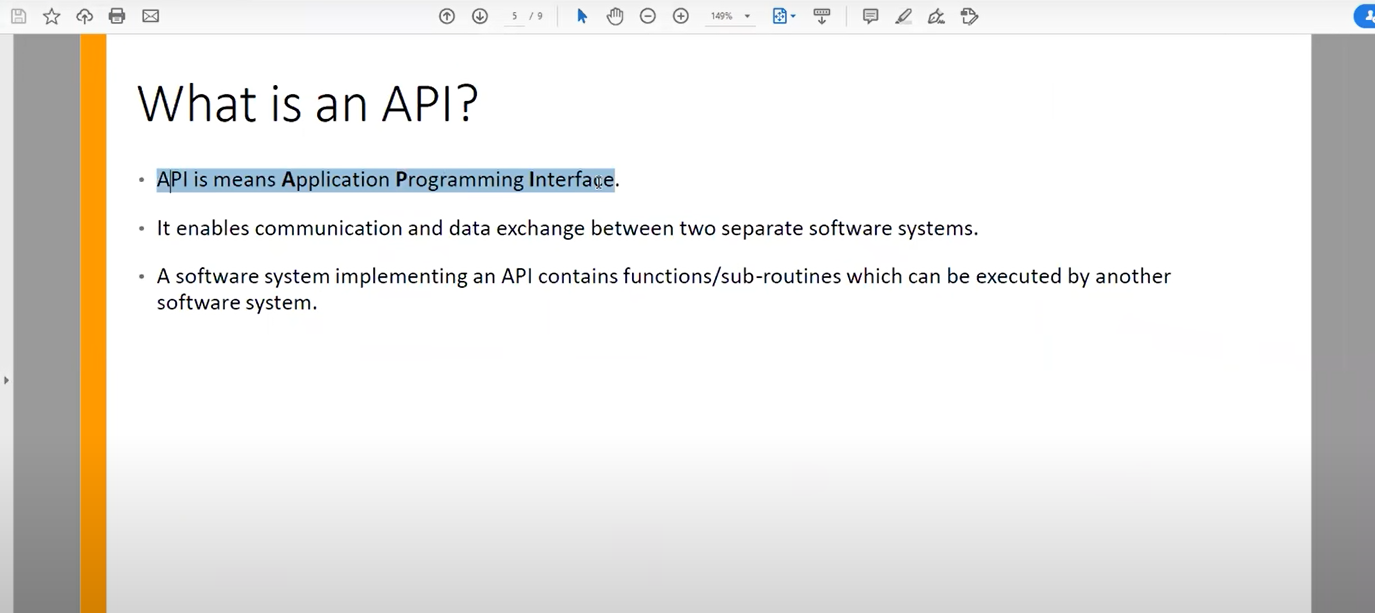 5 / 9
149%
What is an API?
• API is means Application Programming Interface.
• It enables communication and data exchange between two separate software systems.
• A software system implementing an API contains functions/sub-routines which can be executed by another
software system.